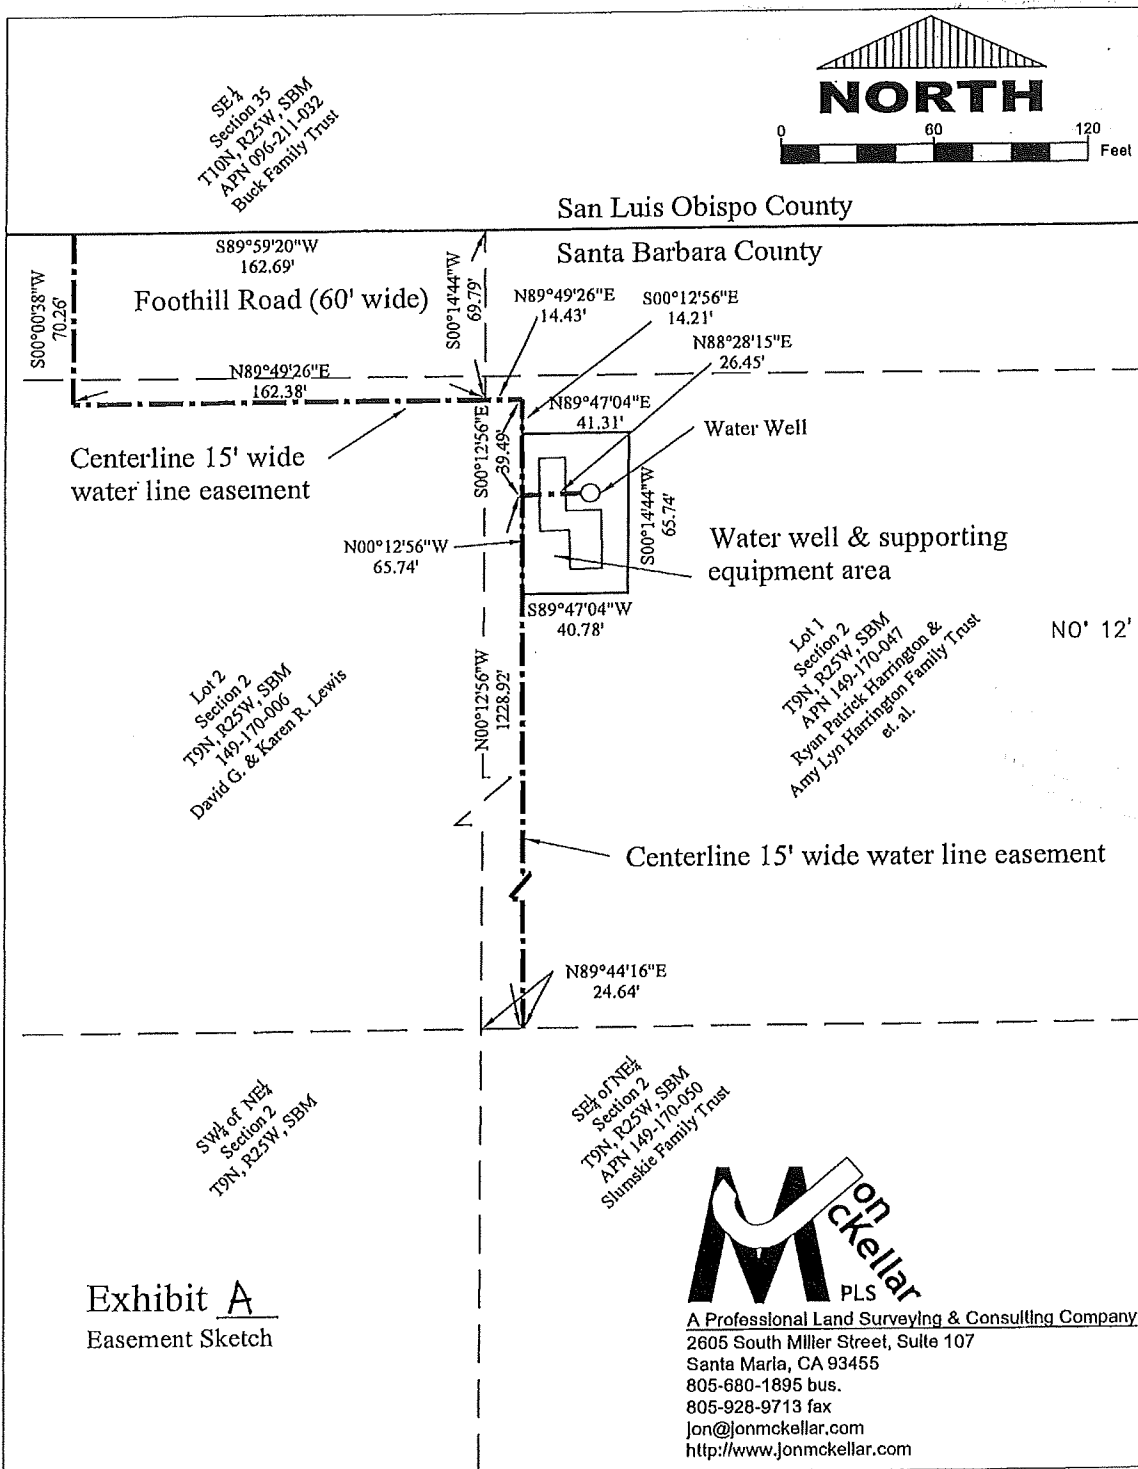 NORTH
0 60 120
Feet
SE¼
Section 35
T10N, R25W, SBM
APN 096-211-032
Buck Family Trust
San Luis Obispo County
Santa Barbara County
S89°59'20"W
162.69'
Foothill Road (60' wide)
S00°00'38"W
70.26'
S00°14'44"W
69.79'
N89°49'26"E
14.43'
S00°12'56"E
14.21'
N88°28'15"E
26.45'
N89°49'26"E
162.38'
S00°12'56"E
39.49'
N89°47'04"E
41.31'
Water Well
Centerline 15' wide
water line easement
S00°14'44"W
65.74'
N00°12'56"W
65.74'
Water well & supporting
equipment area
S89°47'04"W
40.78'
Lot 1
Section 2
T9N, R25W, SBM
APN 149-170-047
Ryan Patrick Harrington &
Amy Lyn Harrington Family Trust
et. al.
N0° 12'
Lot 2
Section 2
T9N, R25W, SBM
149-170-006
David G. & Karen R. Lewis
N00°12'56"W
1228.92'
Centerline 15' wide water line easement
N89°44'16"E
24.64'
SW¼ of NE¼
Section 2
T9N, R25W, SBM
SE¼ of NE¼
Section 2
T9N, R25W, SBM
APN 149-170-050
Slumskie Family Trust
Jon
McKellar
PLS
Exhibit A
Easement Sketch
A Professional Land Surveying & Consulting Company
2605 South Miller Street, Suite 107
Santa Maria, CA 93455
805-680-1895 bus.
805-928-9713 fax
jon@jonmckellar.com
http://www.jonmckellar.com